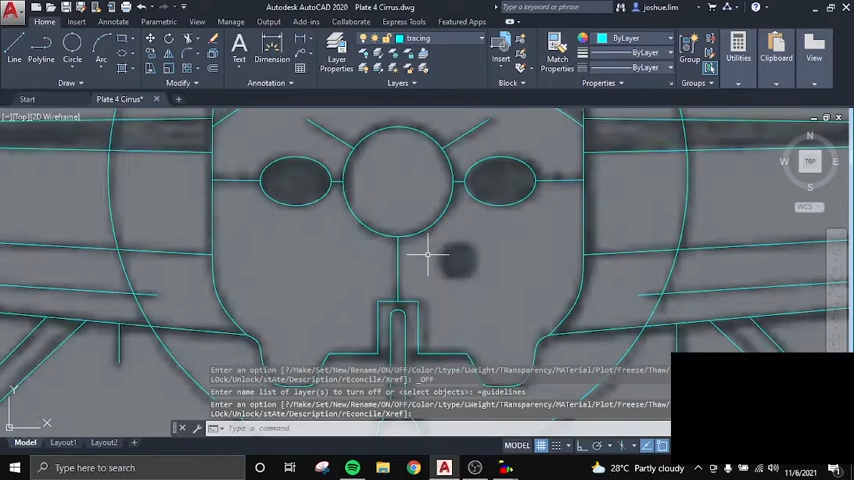 Autodesk AutoCAD 2020 Plate 4 Cirrus.dwg
Type a keyword or phrase
joshue.lim
Home Insert Annotate Parametric View Manage Output Add-ins Collaborate Express Tools Featured Apps
Line Polyline Circle Arc Text Dimension Layer Properties tracing Insert Match Properties ByLayer ByLayer ByLayer Group Utilities Clipboard View
Draw Modify Annotation Layers Block Properties Groups
Start Plate 4 Cirrus*
[−][Top][2D Wireframe]
N
W TOP E
S
WCS
Enter an option [?/Make/Set/New/Rename/ON/OFF/Color/Ltype/LWeight/TRansparency/MATerial/Plot/Freeze/Thaw/
LOck/Unlock/stAte/Description/rEconcile/Xref]: _OFF
Enter name list of layer(s) to turn off or <select objects>: =guidelines
Enter an option [?/Make/Set/New/Rename/ON/OFF/Color/Ltype/LWeight/TRansparency/MATerial/Plot/Freeze/Thaw/
LOck/Unlock/stAte/Description/rEconcile/Xref]:
Y
X
Type a command
Model Layout1 Layout2 + MODEL
Type here to search
28°C Partly cloudy
11/6/2021